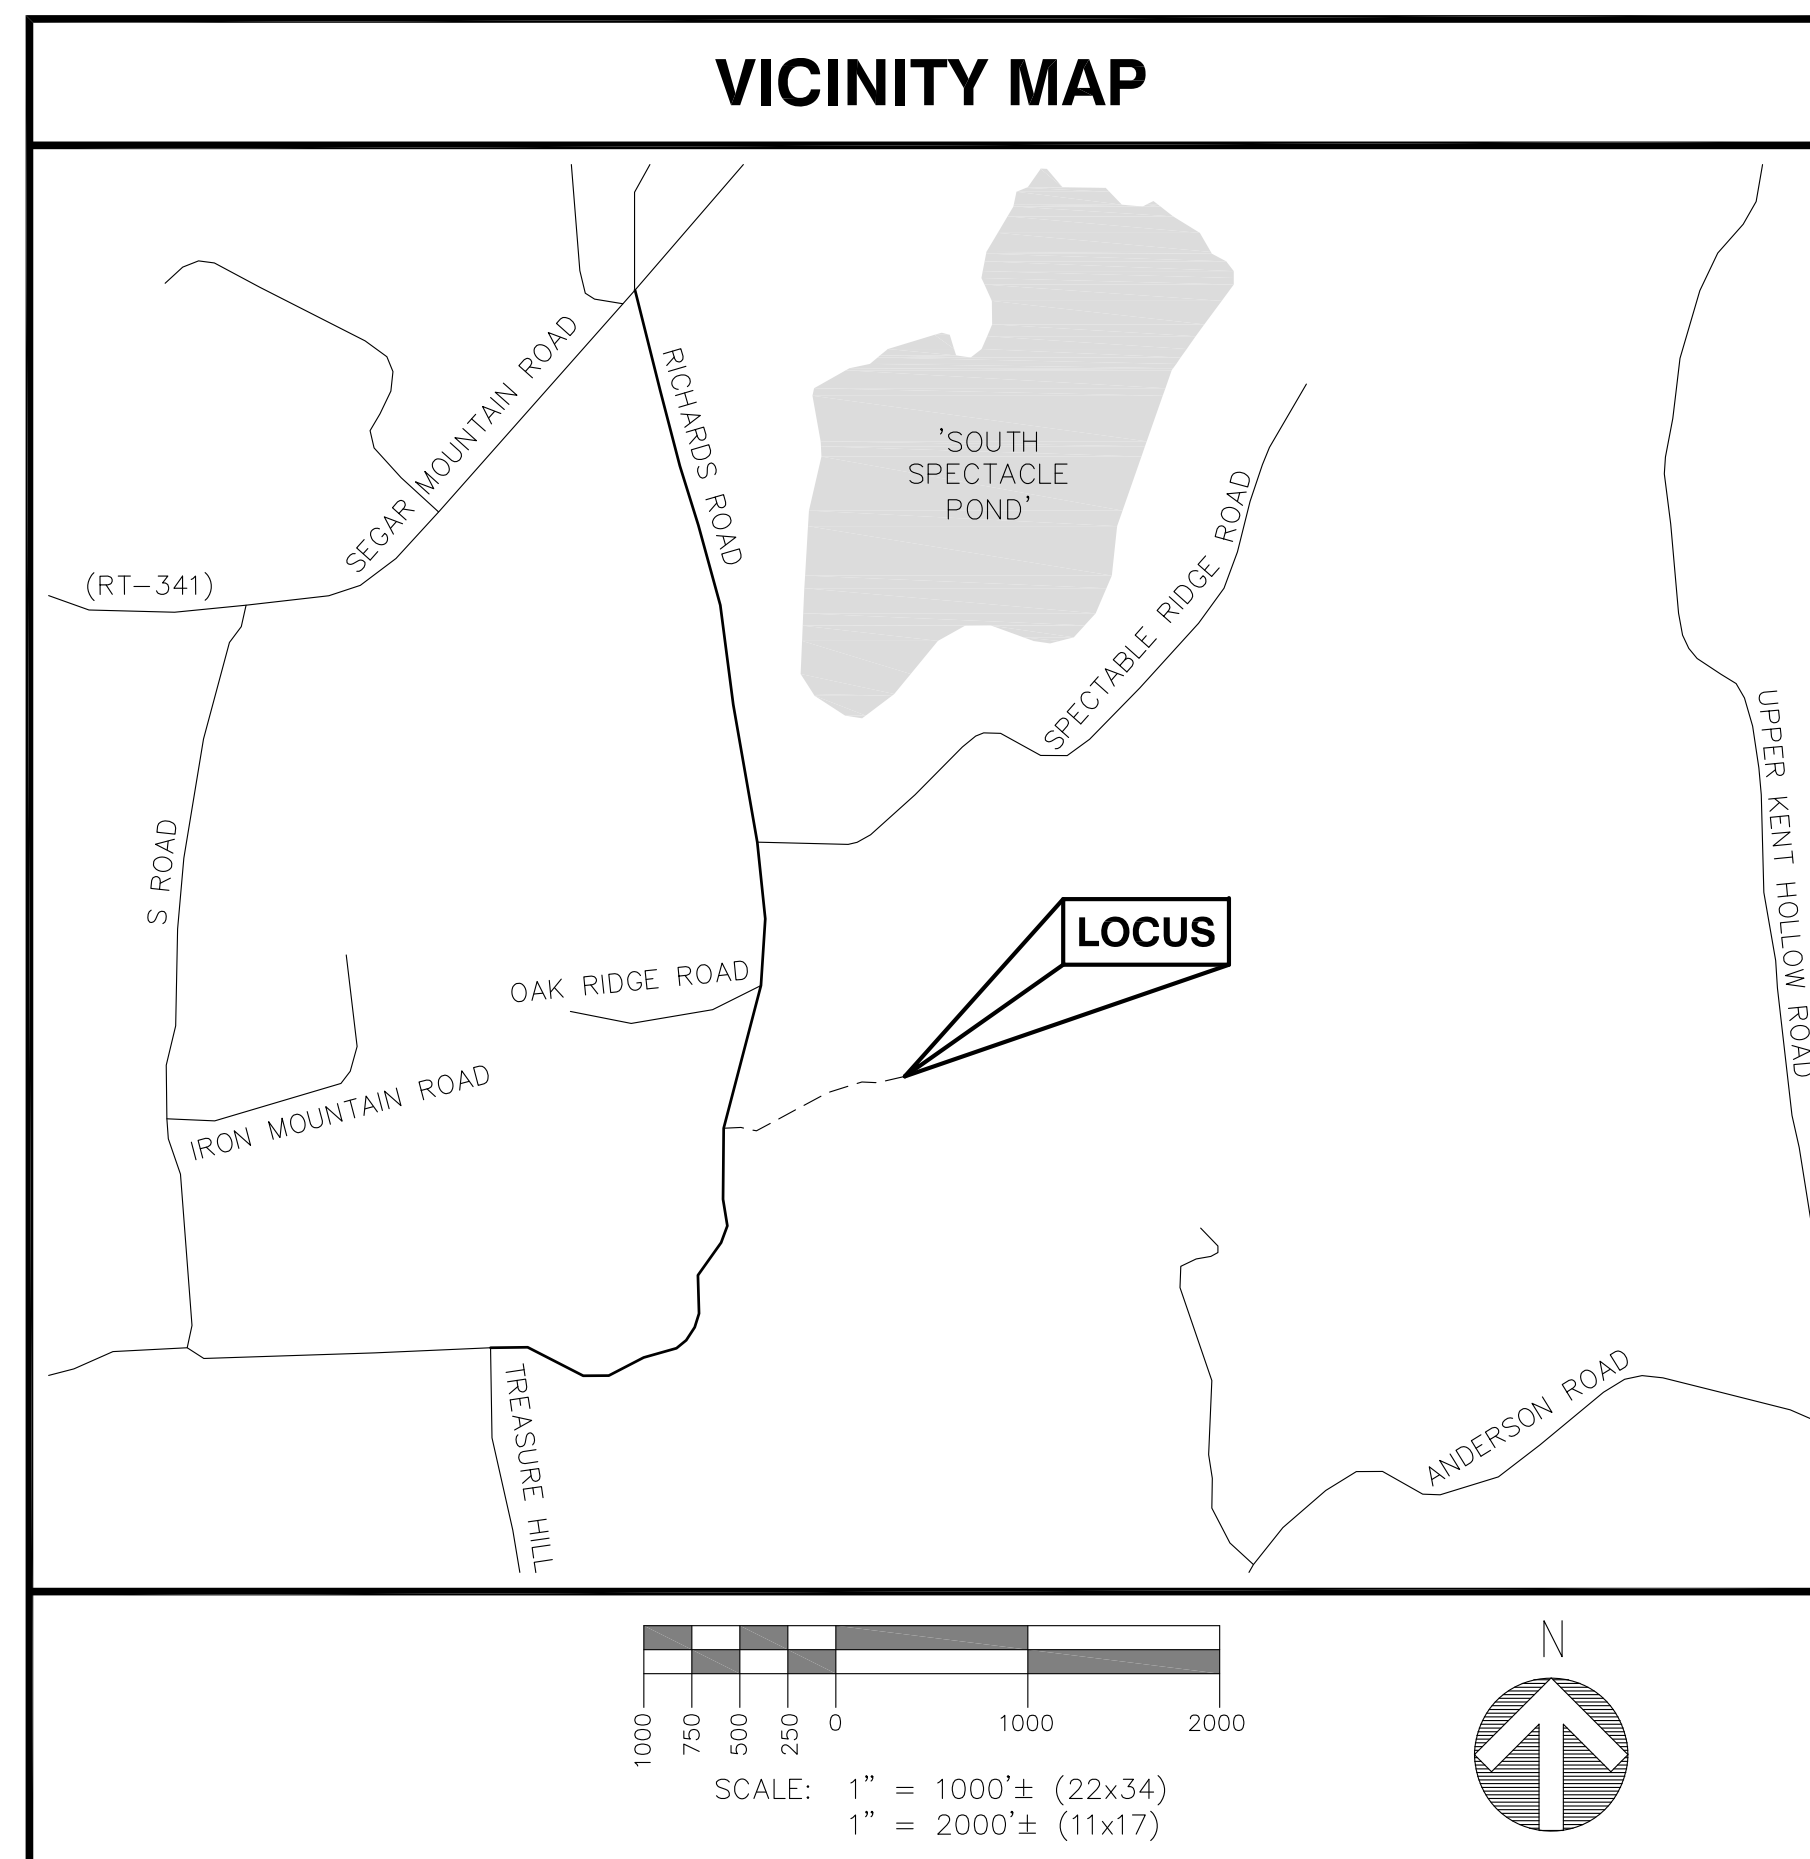 VICINITY MAP
SEGAR MOUNTAIN ROAD
RICHARDS ROAD
'SOUTH
SPECTACLE
POND'
(RT-341)
SPECTABLE RIDGE ROAD
UPPER KENT HOLLOW ROAD
S ROAD
LOCUS
OAK RIDGE ROAD
IRON MOUNTAIN ROAD
TREASURE HILL
ANDERSON ROAD
N
1000 750 500 250 0 1000 2000
SCALE: 1" = 1000'± (22x34)
1" = 2000'± (11x17)